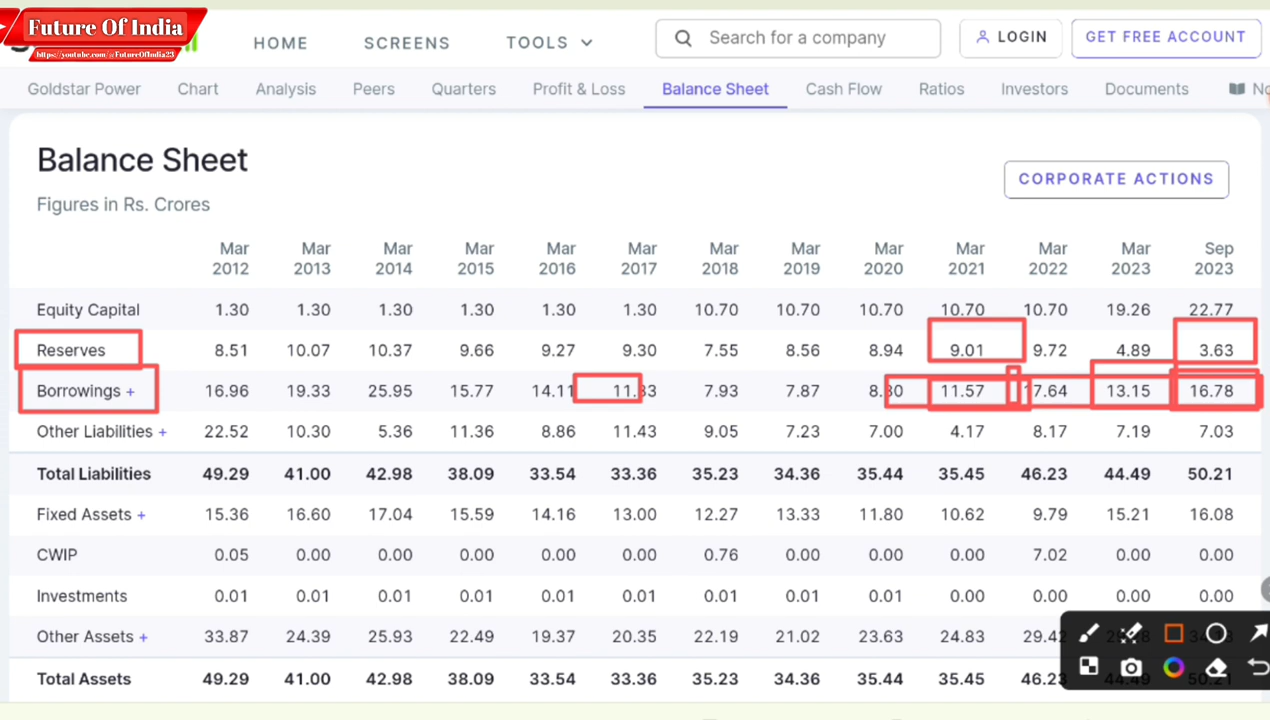 Future Of India
https://youtube.com/@FutureOfIndia23
HOME SCREENS TOOLS Search for a company LOGIN GET FREE ACCOUNT
Goldstar Power Chart Analysis Peers Quarters Profit & Loss Balance Sheet Cash Flow Ratios Investors Documents
Balance Sheet
CORPORATE ACTIONS
Figures in Rs. Crores
Mar 2012 Mar 2013 Mar 2014 Mar 2015 Mar 2016 Mar 2017 Mar 2018 Mar 2019 Mar 2020 Mar 2021 Mar 2022 Mar 2023 Sep 2023
Equity Capital 1.30 1.30 1.30 1.30 1.30 1.30 10.70 10.70 10.70 10.70 10.70 19.26 22.77
Reserves 8.51 10.07 10.37 9.66 9.27 9.30 7.55 8.56 8.94 9.01 9.72 4.89 3.63
Borrowings + 16.96 19.33 25.95 15.77 14.11 11.33 7.93 7.87 8.80 11.57 17.64 13.15 16.78
Other Liabilities + 22.52 10.30 5.36 11.36 8.86 11.43 9.05 7.23 7.00 4.17 8.17 7.19 7.03
Total Liabilities 49.29 41.00 42.98 38.09 33.54 33.36 35.23 34.36 35.44 35.45 46.23 44.49 50.21
Fixed Assets + 15.36 16.60 17.04 15.59 14.16 13.00 12.27 13.33 11.80 10.62 9.79 15.21 16.08
CWIP 0.05 0.00 0.00 0.00 0.00 0.00 0.76 0.00 0.00 0.00 7.02 0.00 0.00
Investments 0.01 0.01 0.01 0.01 0.01 0.01 0.01 0.01 0.01 0.00 0.00 0.00 0.00
Other Assets + 33.87 24.39 25.93 22.49 19.37 20.35 22.19 21.02 23.63 24.83 29.42
Total Assets 49.29 41.00 42.98 38.09 33.54 33.36 35.23 34.36 35.44 35.45 46.23 44.49 50.21